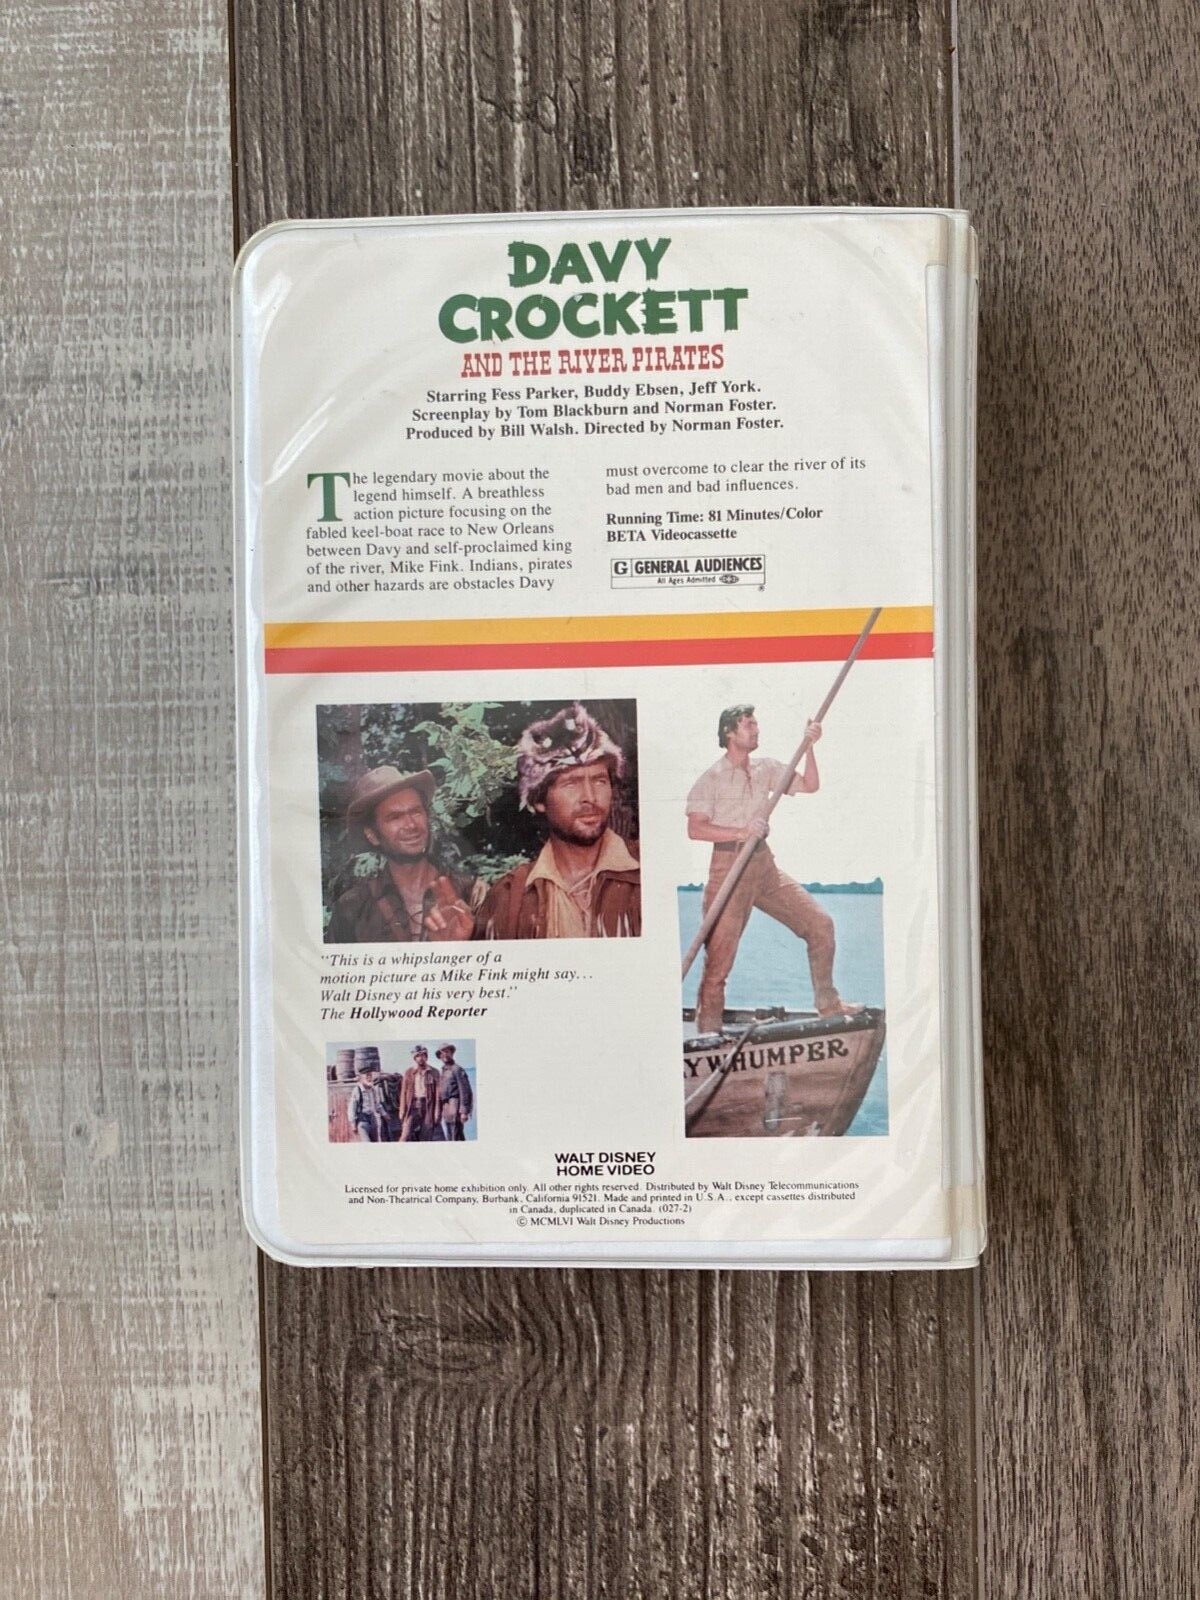 DAVY
CROCKETT
AND THE RIVER PIRATES
Starring Fess Parker, Buddy Ebsen, Jeff York.
Screenplay by Tom Blackburn and Norman Foster.
Produced by Bill Walsh. Directed by Norman Foster.
The legendary movie about the
legend himself. A breathless
action picture focusing on the
fabled keel-boat race to New Orleans
between Davy and self-proclaimed king
of the river, Mike Fink. Indians, pirates
and other hazards are obstacles Davy
must overcome to clear the river of its
bad men and bad influences.
Running Time: 81 Minutes/Color
BETA Videocassette
G GENERAL AUDIENCES
All Ages Admitted
®
"This is a whipslanger of a
motion picture as Mike Fink might say...
Walt Disney at his very best."
The Hollywood Reporter
YWHUMPER
WALT DISNEY
HOME VIDEO
Licensed for private home exhibition only. All other rights reserved. Distributed by Walt Disney Telecommunications
and Non-Theatrical Company, Burbank, California 91521. Made and printed in U.S.A., except cassettes distributed
in Canada, duplicated in Canada. (027-2)
© MCMLVI Walt Disney Productions